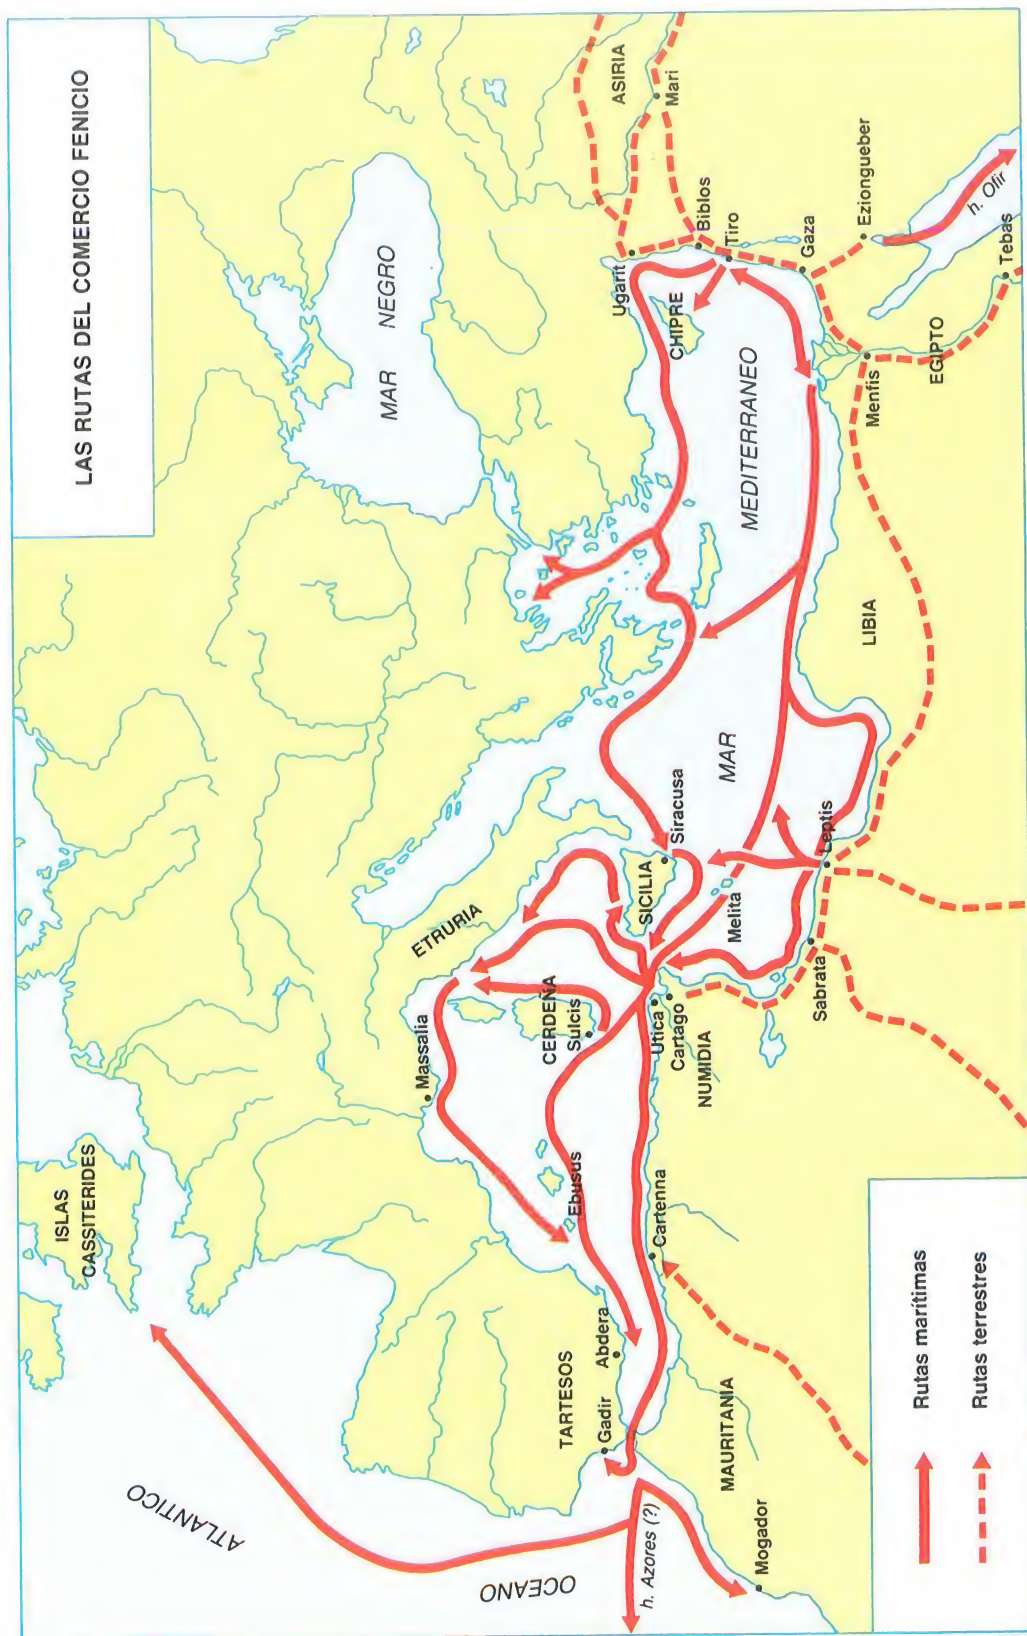 LAS RUTAS DEL COMERCIO FENICIO
ISLAS
CASSITERIDES
ATLANTICO
OCEANO
h. Azores (?)
Mogador
MAURITANIA
TARTESOS
Gadir
Abdera
Cartenna
Ebusus
Massalia
CERDEÑA
Sulcis
Utica
Cartago
NUMIDIA
ETRURIA
SICILIA
Siracusa
Melita
Sabrata
Leptis
MAR
MEDITERRANEO
LIBIA
MAR NEGRO
CHIPRE
Ugarit
Biblos
Tiro
Gaza
ASIRIA
Mari
Eziongueber
h. Ofir
Menfis
EGIPTO
Tebas
Rutas marítimas
Rutas terrestres